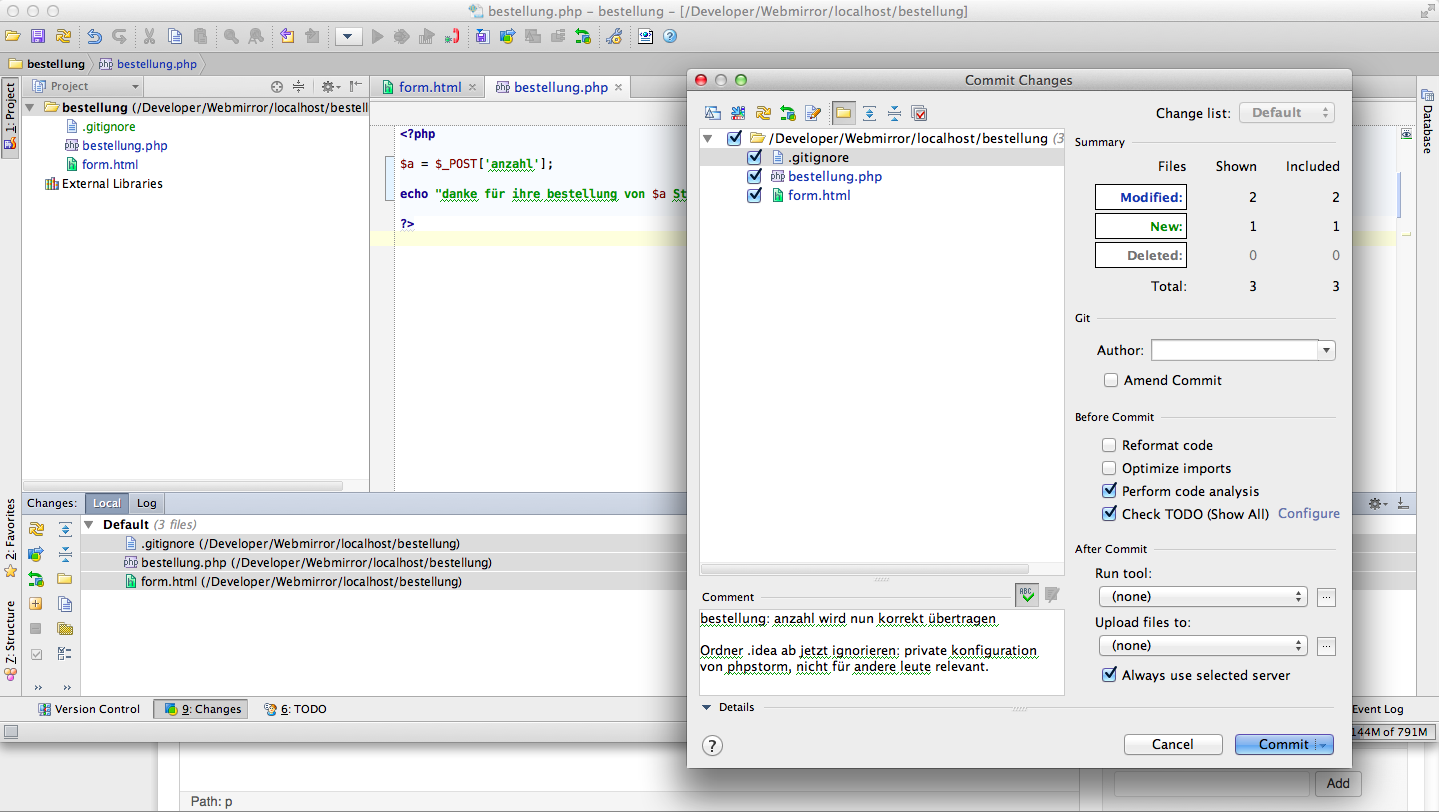 bestellung.php – bestellung – [/Developer/Webmirror/localhost/bestellung]
bestellung
php bestellung.php
1: Project
Project
bestellung (/Developer/Webmirror/localhost/bestell
.gitignore
php bestellung.php
form.html
External Libraries
form.html
php bestellung.php
<?php
$a = $_POST['anzahl'];
echo "danke für ihre bestellung von $a St
?>
Database
2: Favorites
Z: Structure
Changes:
Local
Log
Default (3 files)
.gitignore (/Developer/Webmirror/localhost/bestellung)
php bestellung.php (/Developer/Webmirror/localhost/bestellung)
form.html (/Developer/Webmirror/localhost/bestellung)
Version Control
9: Changes
6: TODO
Event Log
144M of 791M
Path: p
Add
Commit Changes
Change list:
Default
/Developer/Webmirror/localhost/bestellung (3
.gitignore
php bestellung.php
form.html
Summary
Files Shown Included
Modified: 2 2
New: 1 1
Deleted: 0 0
Total: 3 3
Git
Author:
Amend Commit
Before Commit
Reformat code
Optimize imports
Perform code analysis
Check TODO (Show All) Configure
After Commit
Run tool:
(none)
...
Upload files to:
(none)
...
Always use selected server
Comment
ABC
bestellung: anzahl wird nun korrekt übertragen
Ordner .idea ab jetzt ignorieren: private konfiguration
von phpstorm, nicht für andere leute relevant.
Details
?
Cancel
Commit